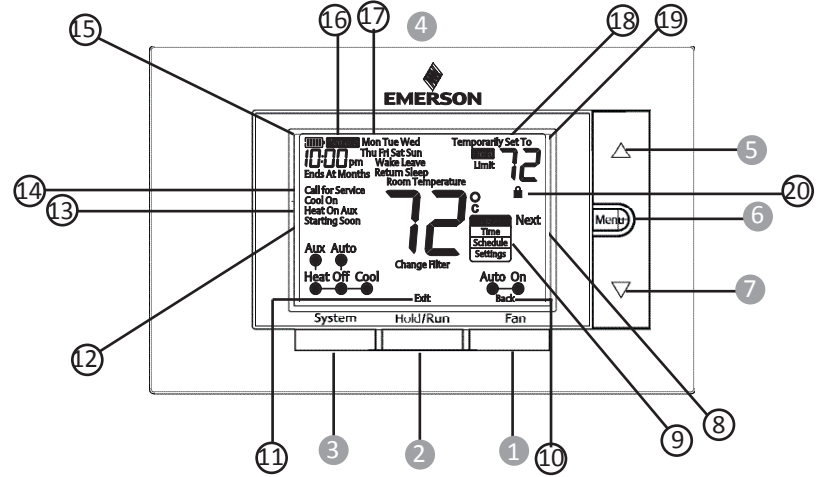 15
16
17
4
18
19
EMERSON
Mon Tue Wed
Thu Fri Sat Sun
10:00 pm
Wake Leave
Ends At Months
Return Sleep
Temporarily Set To
Limit
72
5
14
13
Call for Service
Cool On
Heat On Aux
Starting Soon
Room Temperature
72
°
C
20
Menu
6
Next
Time
Schedule
Settings
Aux Auto
Heat Off Cool
Change Filter
Auto On
7
Exit
Back
System
Hold/Run
Fan
12
11
3
2
1
10
9
8